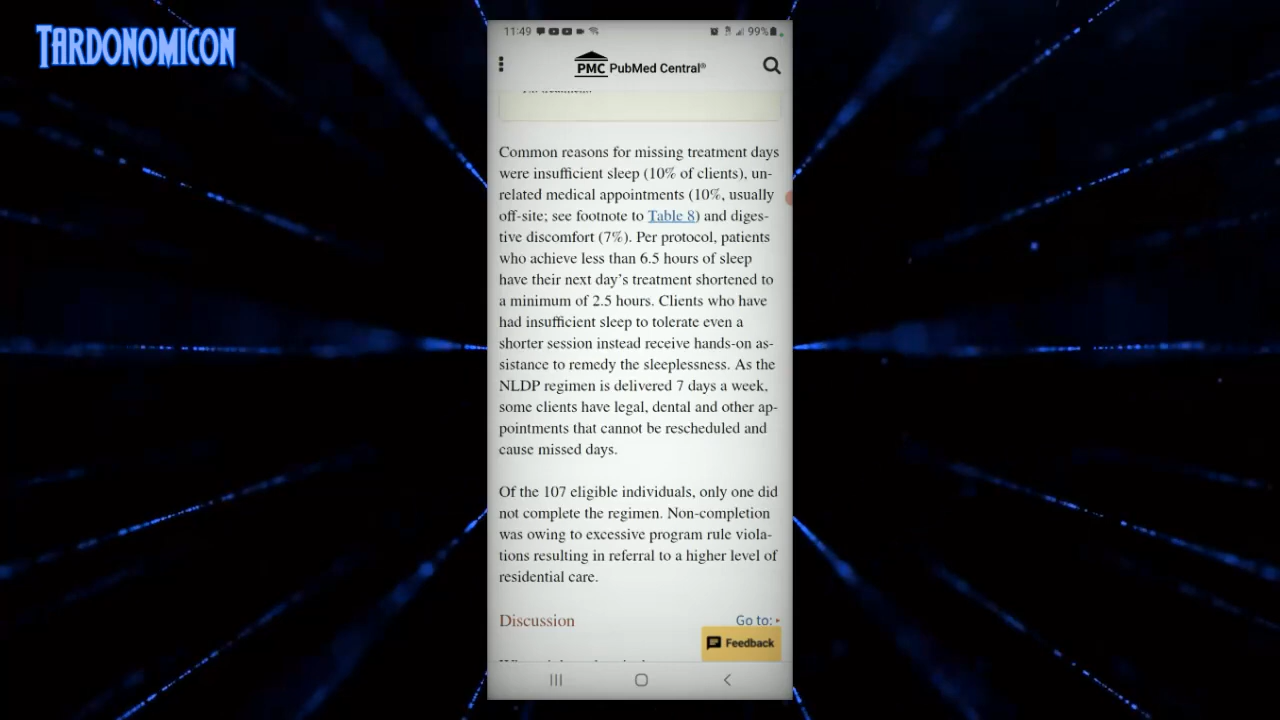 TARDONOMICON
11:49
99%
PMC PubMed Central®
Common reasons for missing treatment days
were insufficient sleep (10% of clients), un-
related medical appointments (10%, usually
off-site; see footnote to Table 8) and diges-
tive discomfort (7%). Per protocol, patients
who achieve less than 6.5 hours of sleep
have their next day’s treatment shortened to
a minimum of 2.5 hours. Clients who have
had insufficient sleep to tolerate even a
shorter session instead receive hands-on as-
sistance to remedy the sleeplessness. As the
NLDP regimen is delivered 7 days a week,
some clients have legal, dental and other ap-
pointments that cannot be rescheduled and
cause missed days.
Of the 107 eligible individuals, only one did
not complete the regimen. Non-completion
was owing to excessive program rule viola-
tions resulting in referral to a higher level of
residential care.
Discussion
Go to:
Feedback